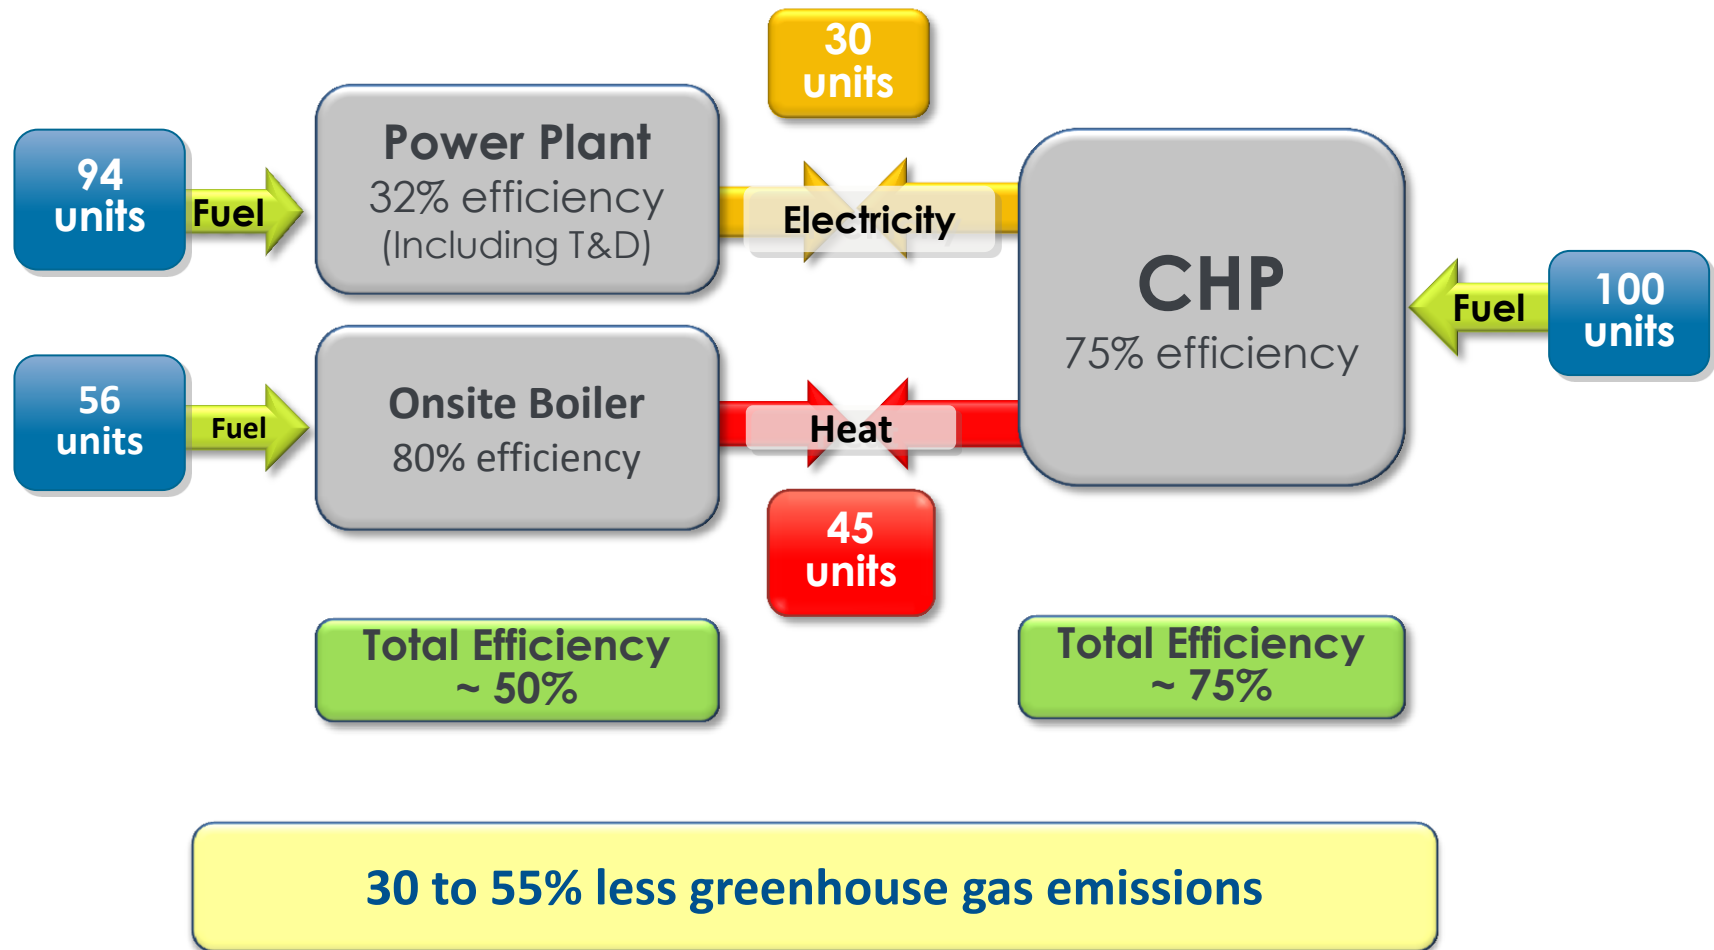 30
units
94
units
Fuel
Power Plant
32% efficiency
(Including T&D)
Electricity
CHP
75% efficiency
Fuel
100
units
56
units
Fuel
Onsite Boiler
80% efficiency
Heat
45
units
Total Efficiency
~ 50%
Total Efficiency
~ 75%
30 to 55% less greenhouse gas emissions